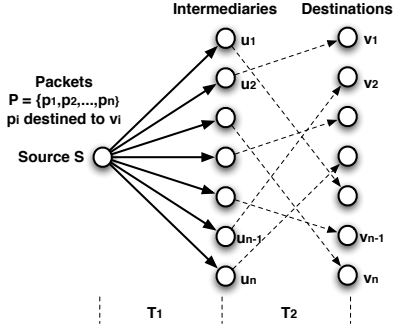 Intermediaries
Destinations
Packets
P = {p1,p2,...,pn}
pi destined to vi
Source S
u1
u2
un-1
un
v1
v2
vn-1
vn
T1
T2